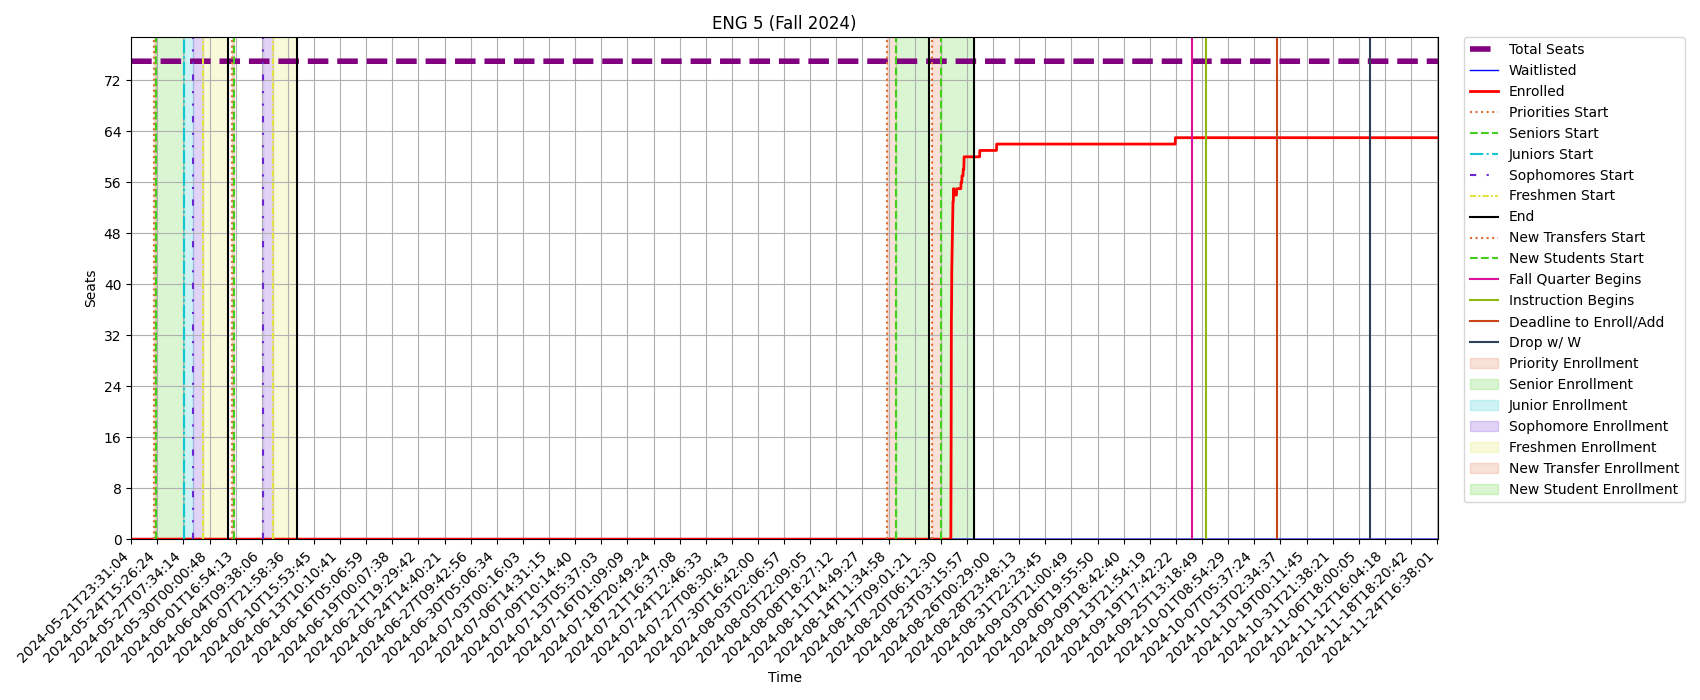 ENG 5 (Fall 2024)
Seats
72
64
56
48
40
32
24
16
8
0
Total Seats
Waitlisted
Enrolled
Priorities Start
Seniors Start
Juniors Start
Sophomores Start
Freshmen Start
End
New Transfers Start
New Students Start
Fall Quarter Begins
Instruction Begins
Deadline to Enroll/Add
Drop w/ W
Priority Enrollment
Senior Enrollment
Junior Enrollment
Sophomore Enrollment
Freshmen Enrollment
New Transfer Enrollment
New Student Enrollment
2024-05-21T23:31:04
2024-05-24T15:26:24
2024-05-27T07:34:14
2024-05-30T00:00:48
2024-06-01T16:54:13
2024-06-04T09:38:06
2024-06-07T21:58:36
2024-06-10T15:53:45
2024-06-13T10:10:41
2024-06-16T05:06:59
2024-06-19T00:07:38
2024-06-21T19:29:42
2024-06-24T14:40:21
2024-06-27T09:42:56
2024-06-30T05:06:34
2024-07-03T00:16:03
2024-07-06T14:31:15
2024-07-09T10:14:40
2024-07-13T05:37:03
2024-07-16T01:09:09
2024-07-18T20:49:24
2024-07-21T16:37:08
2024-07-24T12:46:33
2024-07-27T08:30:43
2024-07-30T16:42:00
2024-08-03T02:06:57
2024-08-05T22:09:05
2024-08-08T18:27:12
2024-08-11T14:49:27
2024-08-14T11:34:58
2024-08-17T09:01:21
2024-08-20T06:12:30
2024-08-23T03:15:57
2024-08-26T00:29:00
2024-08-28T23:48:13
2024-08-31T22:23:45
2024-09-03T21:00:49
2024-09-06T19:55:50
2024-09-09T18:42:40
2024-09-13T21:54:19
2024-09-19T17:42:22
2024-09-25T13:18:49
2024-10-01T08:54:29
2024-10-07T05:37:24
2024-10-13T02:34:37
2024-10-19T00:11:45
2024-10-31T21:38:21
2024-11-06T18:00:05
2024-11-12T16:04:18
2024-11-18T18:20:42
2024-11-24T16:38:01
Time